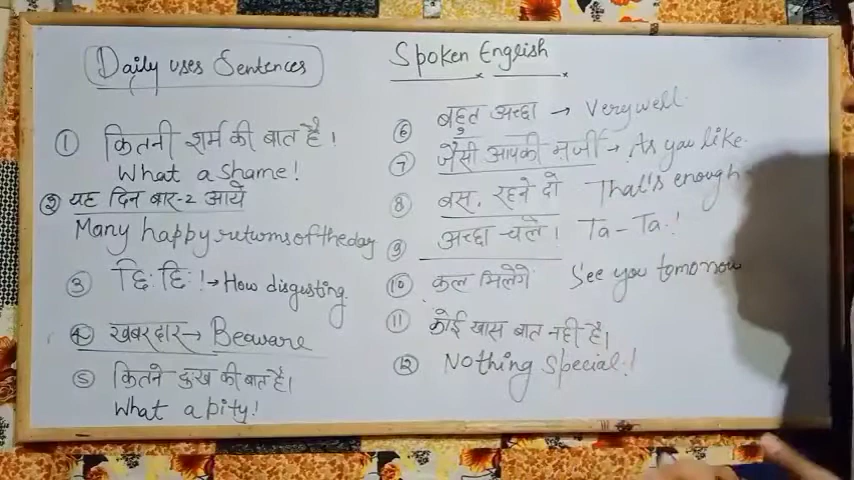 Daily uses Sentences
① कितनी शर्म की बात है।
What a shame!
② यह दिन बार-2 आये
Many happy returns of the day
③ छि: छि: ! → How disgusting
④ खबरदार → Beaware
⑤ कितने दुःख की बात है।
What a pity!
Spoken English
⑥ बहुत अच्छा → Very well
⑦ जैसी आपकी मर्जी → As you like
⑧ बस, रहने दो That's enough
⑨ अच्छा चलें। Ta-Ta!
⑩ कल मिलेंगे See you tomorrow
⑪ कोई खास बात नही है।
⑫ Nothing special!